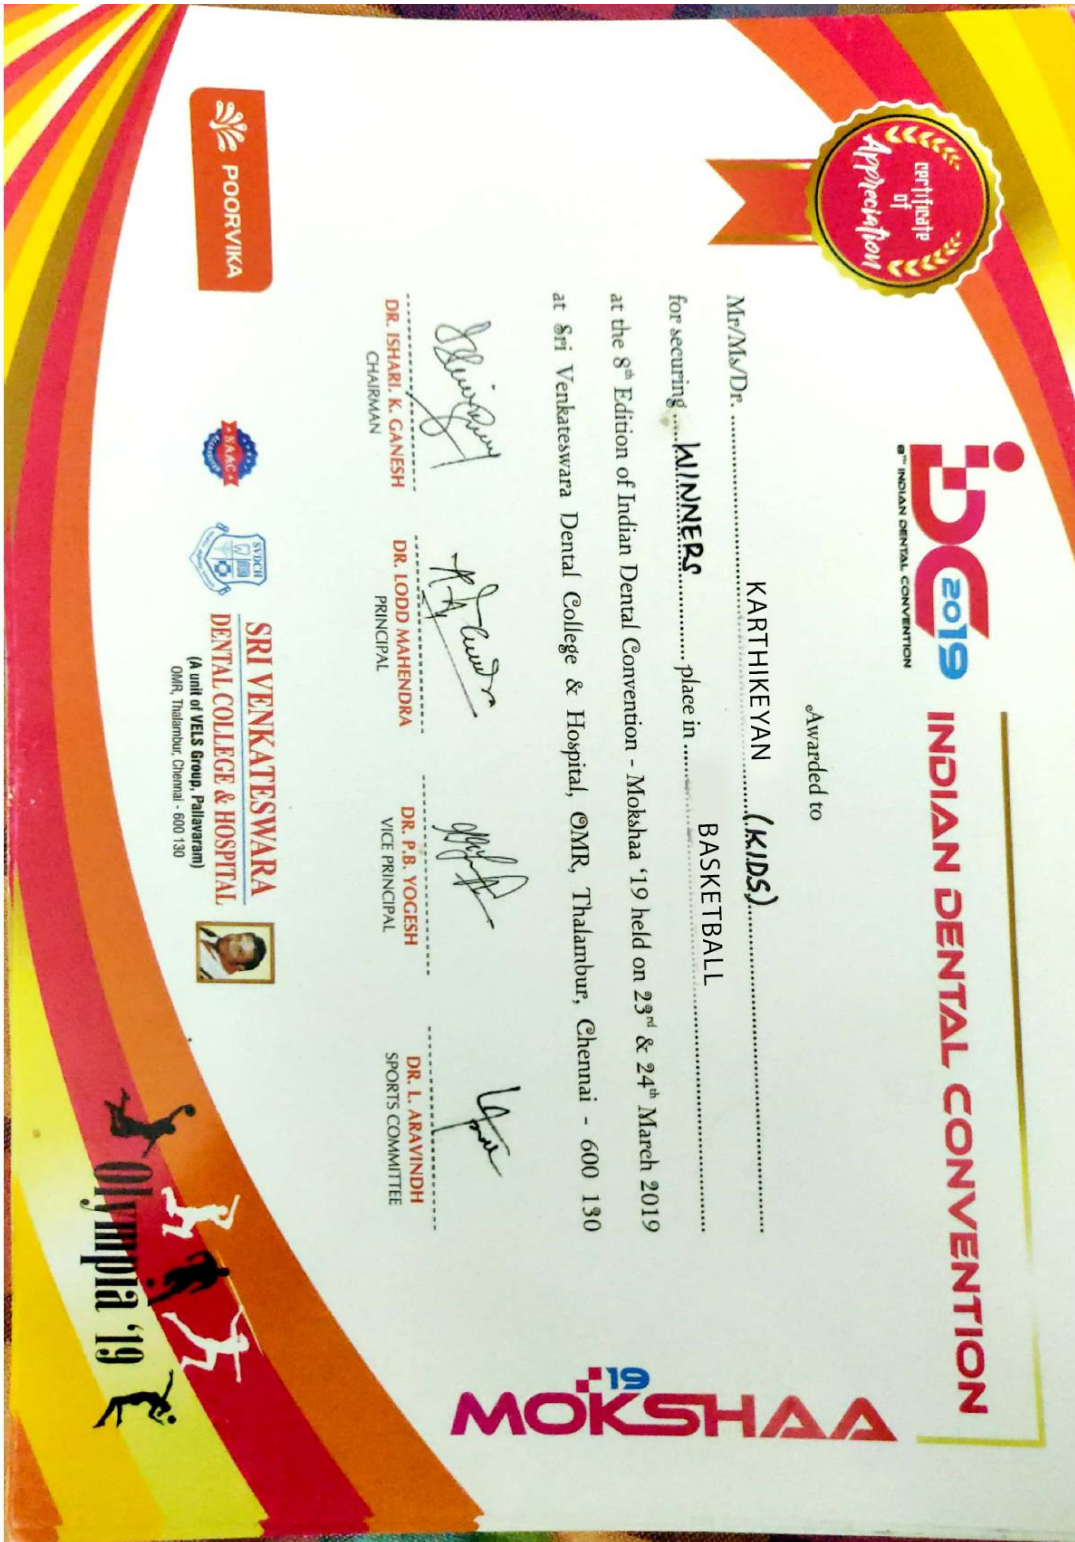 certificate
of
Appreciation
iDC 2019
8TH INDIAN DENTAL CONVENTION
INDIAN DENTAL CONVENTION
MOKSHAA '19
Awarded to
Mr/Ms/Dr. KARTHIKEYAN (KIDS)
for securing WINNERS place in BASKETBALL
at the 8th Edition of Indian Dental Convention - Mokshaa '19 held on 23rd & 24th March 2019
at Sri Venkateswara Dental College & Hospital, OMR, Thalambur, Chennai - 600 130
DR. ISHARI. K. GANESH
CHAIRMAN
DR. LODD MAHENDRA
PRINCIPAL
DR. P.B. YOGESH
VICE PRINCIPAL
DR. L. ARAVINDH
SPORTS COMMITTEE
POORVIKA
NAAC
SVDCH
SRI VENKATESWARA
DENTAL COLLEGE & HOSPITAL
(A unit of VELS Group, Pallavaram)
OMR, Thalambur, Chennai - 600 130
Olympia '19